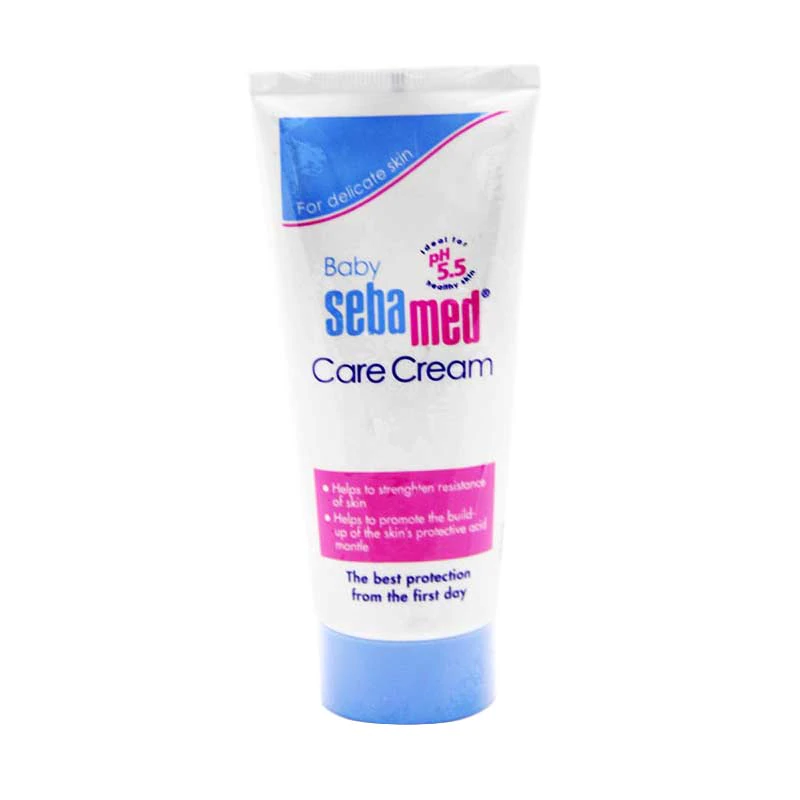 For delicate skin
Ideal for
pH
5.5
healthy skin
Baby
sebamed®
Care Cream
• Helps to strenghten resistance
of skin
• Helps to promote the build-
up of the skin's protective acid
mantle
The best protection
from the first day